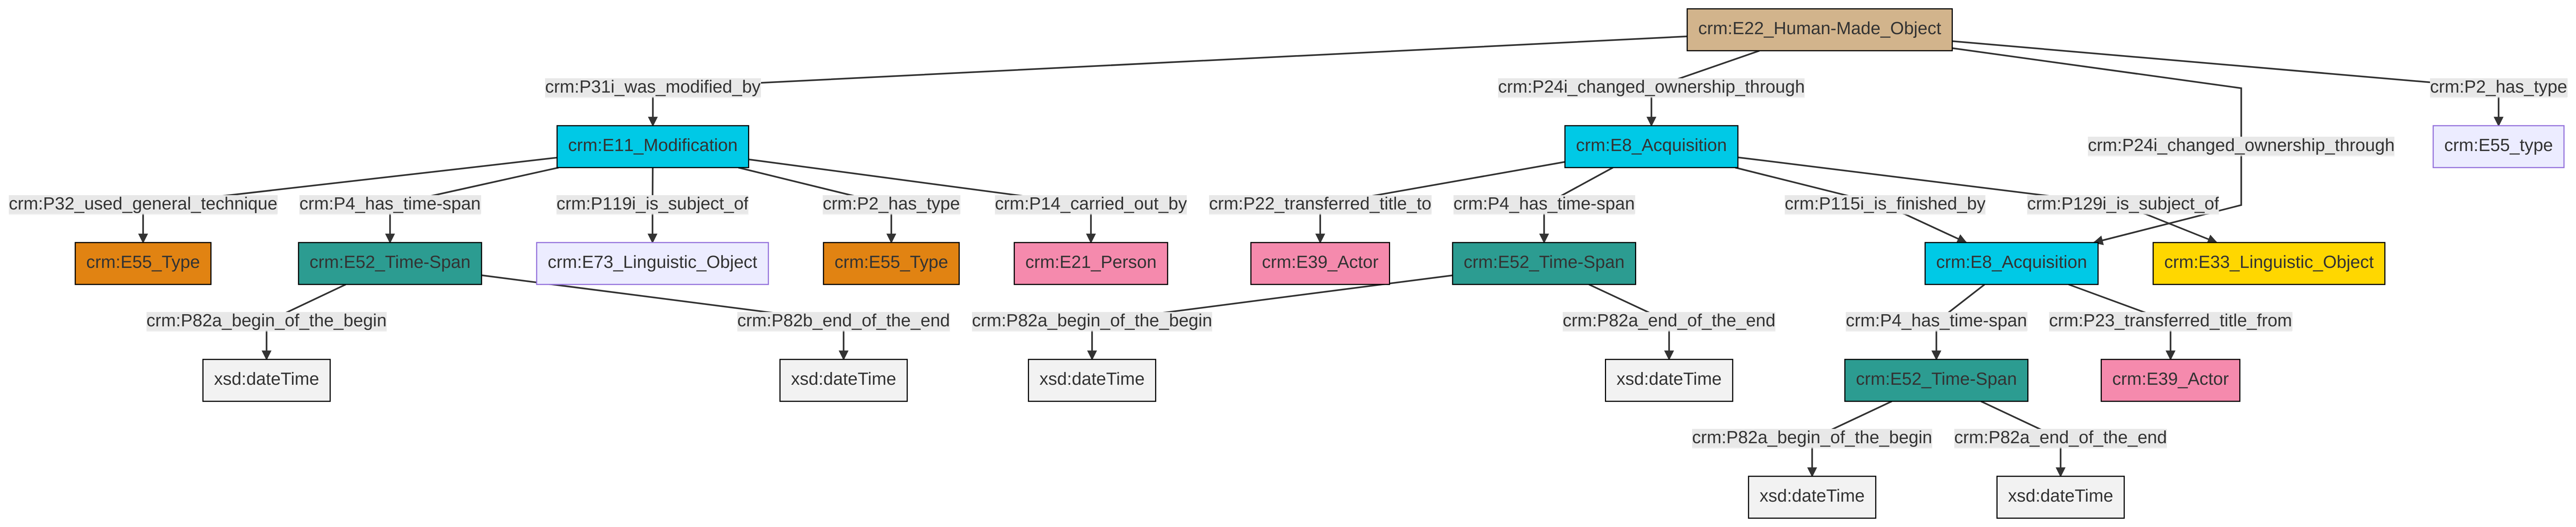 crm:E22_Human-Made_Object
crm:P31i_was_modified_by
crm:P24i_changed_ownership_through
crm:P2_has_type
crm:E11_Modification
crm:E8_Acquisition
crm:P24i_changed_ownership_through
crm:E55_type
crm:P32_used_general_technique
crm:P4_has_time-span
crm:P119i_is_subject_of
crm:P2_has_type
crm:P14_carried_out_by
crm:P22_transferred_title_to
crm:P4_has_time-span
crm:P115i_is_finished_by
crm:P129i_is_subject_of
crm:E55_Type
crm:E52_Time-Span
crm:E73_Linguistic_Object
crm:E55_Type
crm:E21_Person
crm:E39_Actor
crm:E52_Time-Span
crm:E8_Acquisition
crm:E33_Linguistic_Object
crm:P82a_begin_of_the_begin
crm:P82b_end_of_the_end
crm:P82a_begin_of_the_begin
crm:P82a_end_of_the_end
crm:P4_has_time-span
crm:P23_transferred_title_from
xsd:dateTime
xsd:dateTime
xsd:dateTime
xsd:dateTime
crm:E52_Time-Span
crm:E39_Actor
crm:P82a_begin_of_the_begin
crm:P82a_end_of_the_end
xsd:dateTime
xsd:dateTime